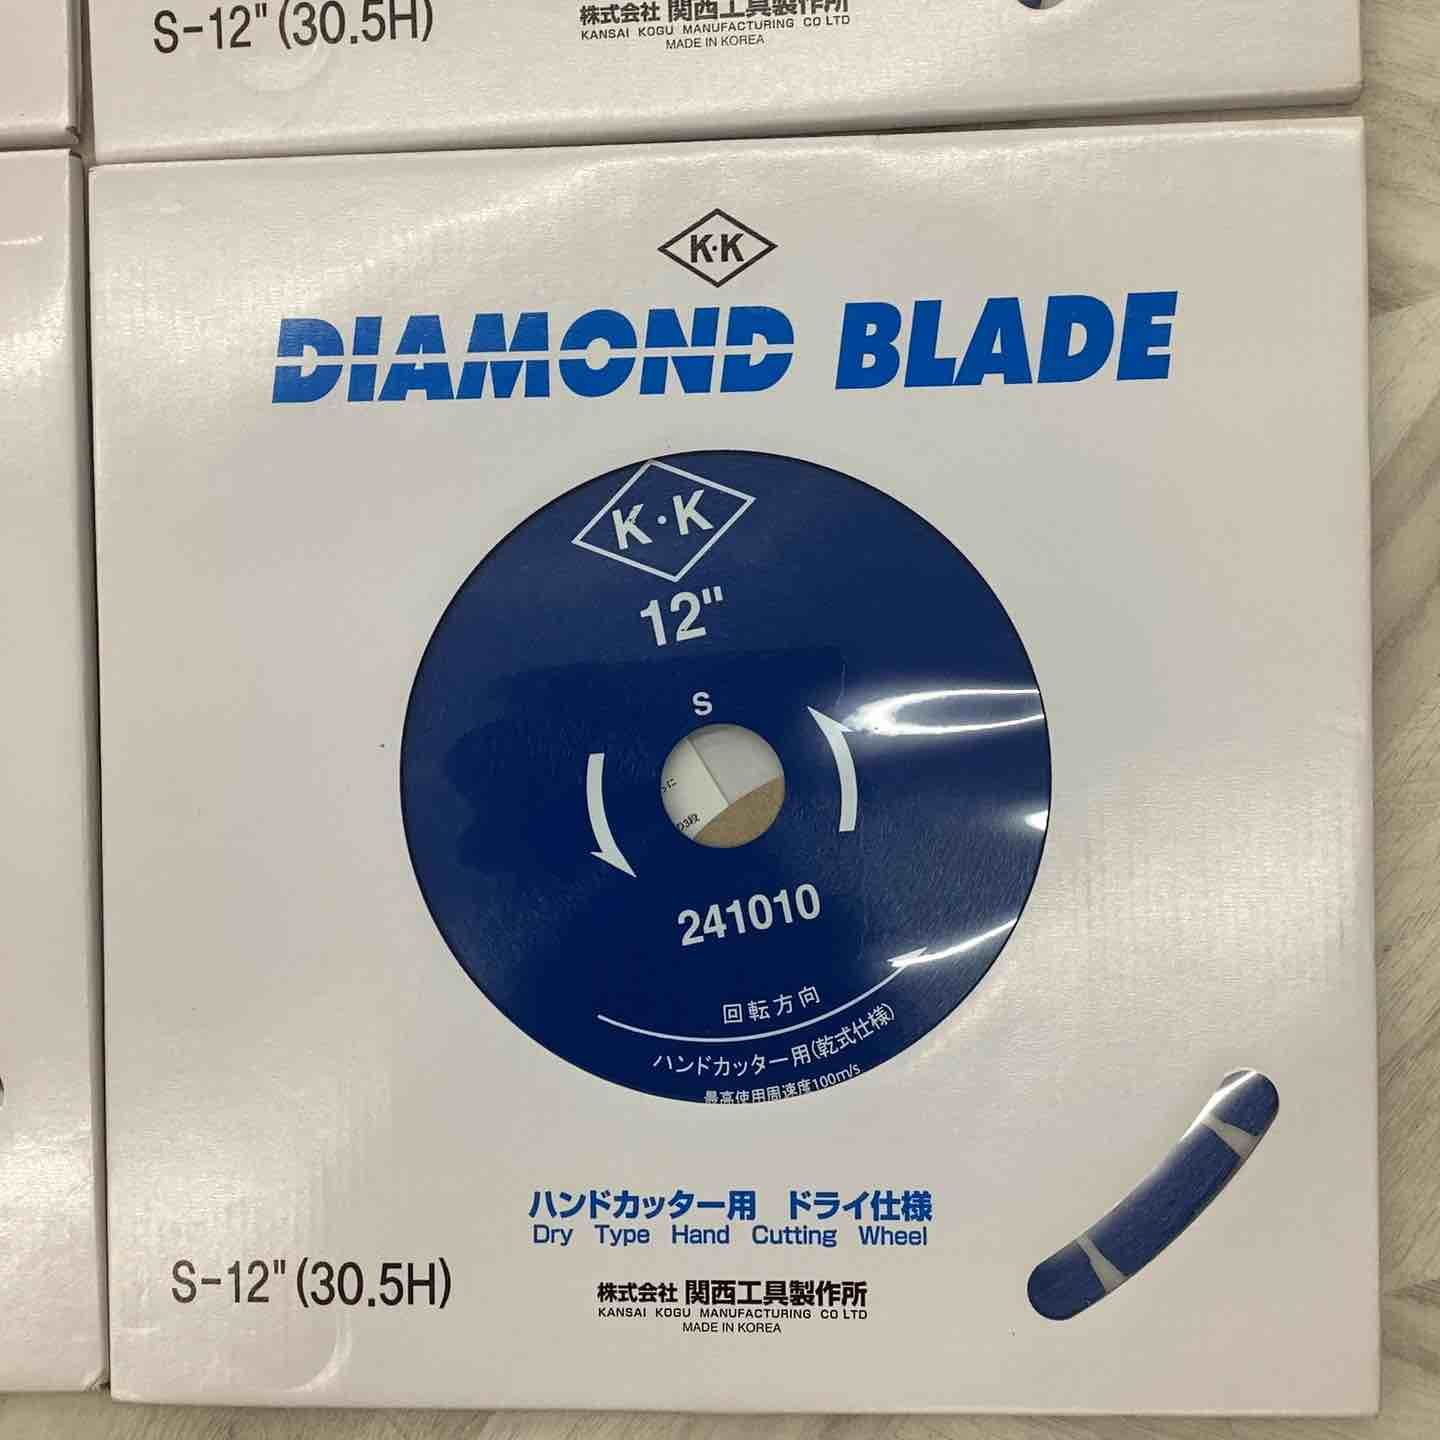 S-12"(30.5H)
株式会社 関西工具製作所
KANSAI KOGU MANUFACTURING CO LTD
MADE IN KOREA
K·K
DIAMOND BLADE
K·K
12"
S
241010
回転方向
ハンドカッター用(乾式仕様)
最高使用周速度100m/s
ハンドカッター用 ドライ仕様
Dry Type Hand Cutting Wheel
S-12"(30.5H)
株式会社 関西工具製作所
KANSAI KOGU MANUFACTURING CO LTD
MADE IN KOREA